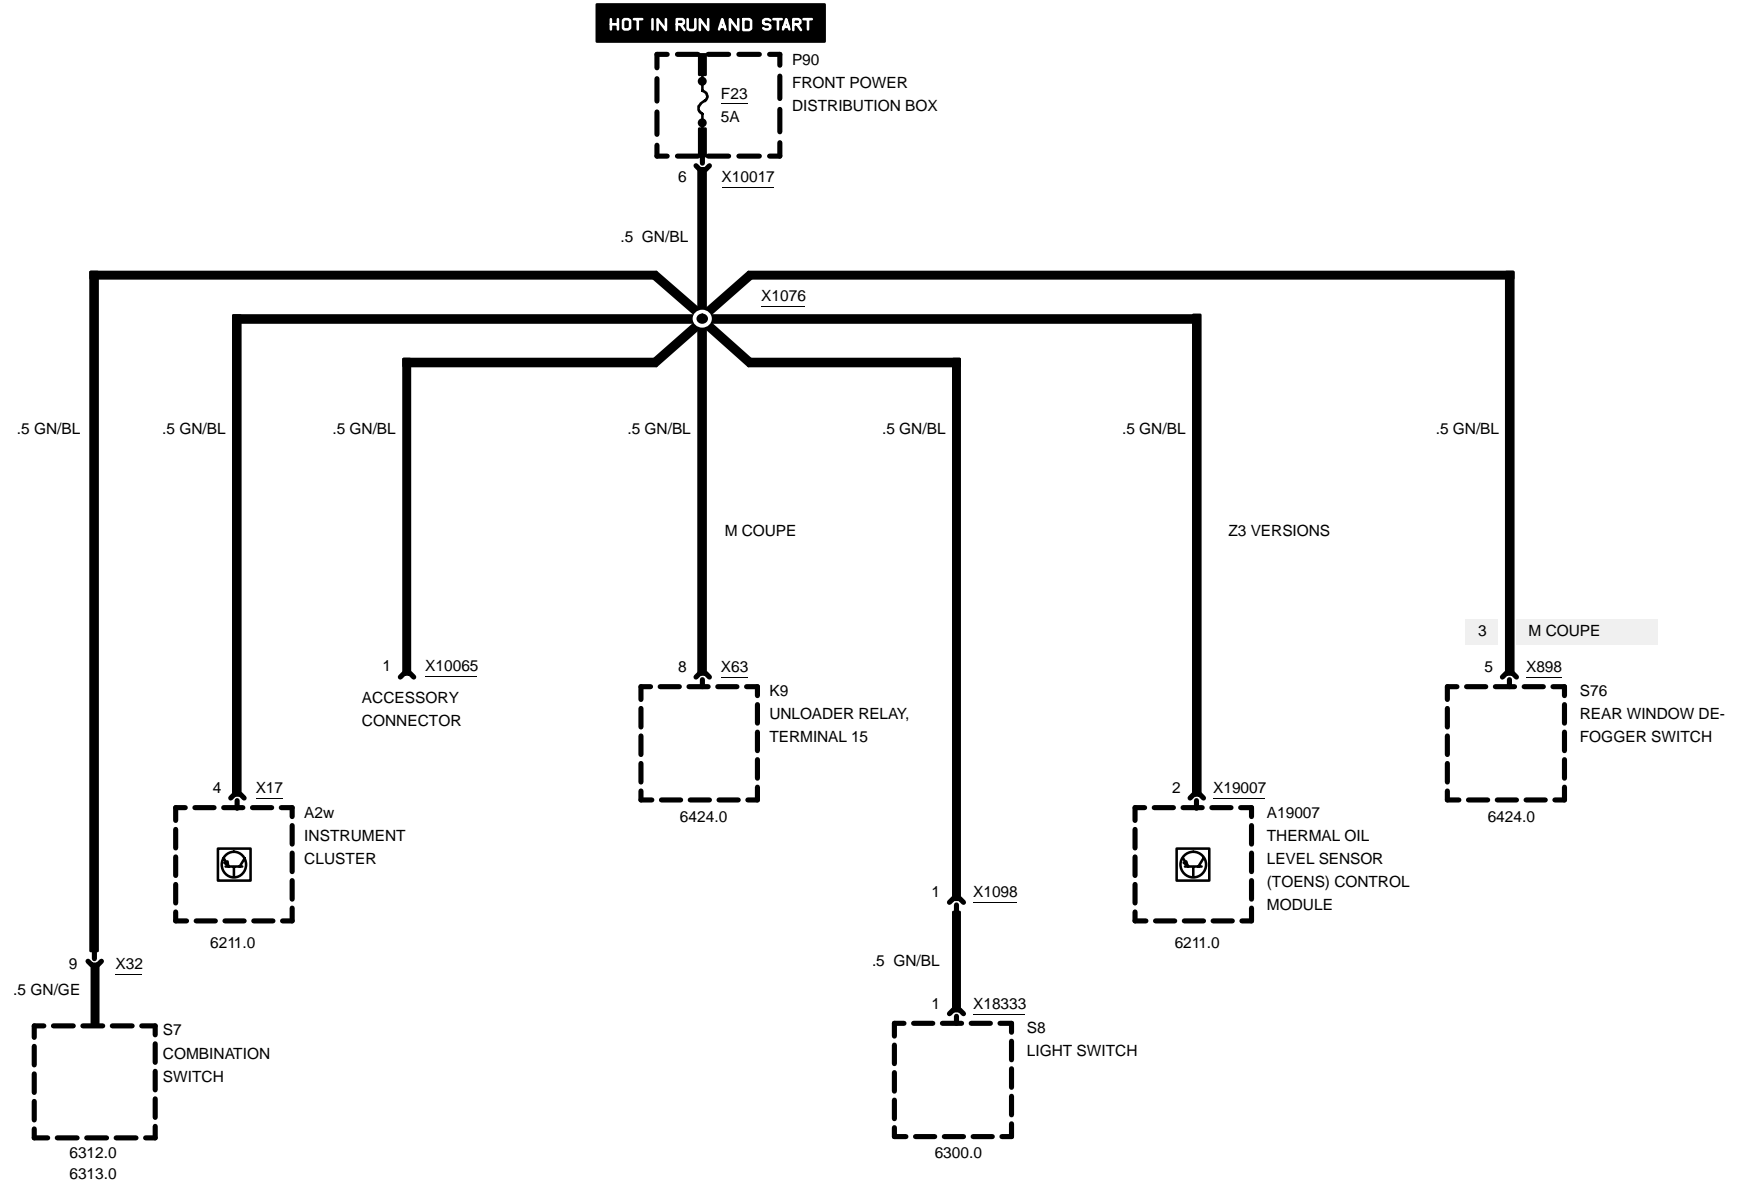 HOT IN RUN AND START
P90
FRONT POWER
DISTRIBUTION BOX
F23
5A
6 X10017
.5 GN/BL
X1076
.5 GN/BL
.5 GN/BL
.5 GN/BL
.5 GN/BL
.5 GN/BL
.5 GN/BL
.5 GN/BL
M COUPE
Z3 VERSIONS
3 M COUPE
1 X10065
ACCESSORY
CONNECTOR
8 X63
K9
UNLOADER RELAY,
TERMINAL 15
6424.0
5 X898
S76
REAR WINDOW DE-
FOGGER SWITCH
6424.0
4 X17
A2w
INSTRUMENT
CLUSTER
6211.0
2 X19007
A19007
THERMAL OIL
LEVEL SENSOR
(TOENS) CONTROL
MODULE
6211.0
1 X1098
.5 GN/BL
1 X18333
S8
LIGHT SWITCH
6300.0
9 X32
.5 GN/GE
S7
COMBINATION
SWITCH
6312.0
6313.0